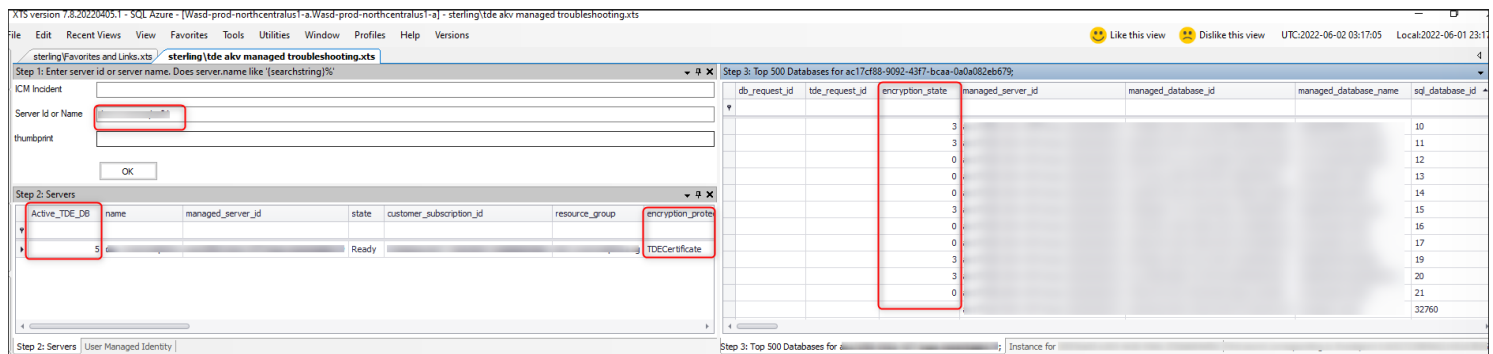 XTS version 7.8.20220405.1 - SQL Azure - [Wasd-prod-northcentralus1-a.Wasd-prod-northcentralus1-a] - sterling\tde akv managed troubleshooting.xts
File Edit Recent Views View Favorites Tools Utilities Window Profiles Help Versions Like this view Dislike this view UTC:2022-06-02 03:17:05 Local:2022-06-01 23:17
sterling\Favorites and Links.xts sterling\tde akv managed troubleshooting.xts
Step 1: Enter server id or server name. Does server.name like '{searchstring}%'
ICM Incident
Server Id or Name
thumbprint
OK
Step 2: Servers
Active_TDE_DB name managed_server_id state customer_subscription_id resource_group encryption_protec
5 Ready TDECertificate
Step 2: Servers User Managed Identity
Step 3: Top 500 Databases for ac17cf88-9092-43f7-bcaa-0a0a082eb679;
db_request_id tde_request_id encryption_state managed_server_id managed_database_id managed_database_name sql_database_id
3 10
3 11
0 12
0 13
0 14
3 15
0 16
0 17
3 19
3 20
0 21
32760
Step 3: Top 500 Databases for ; Instance for